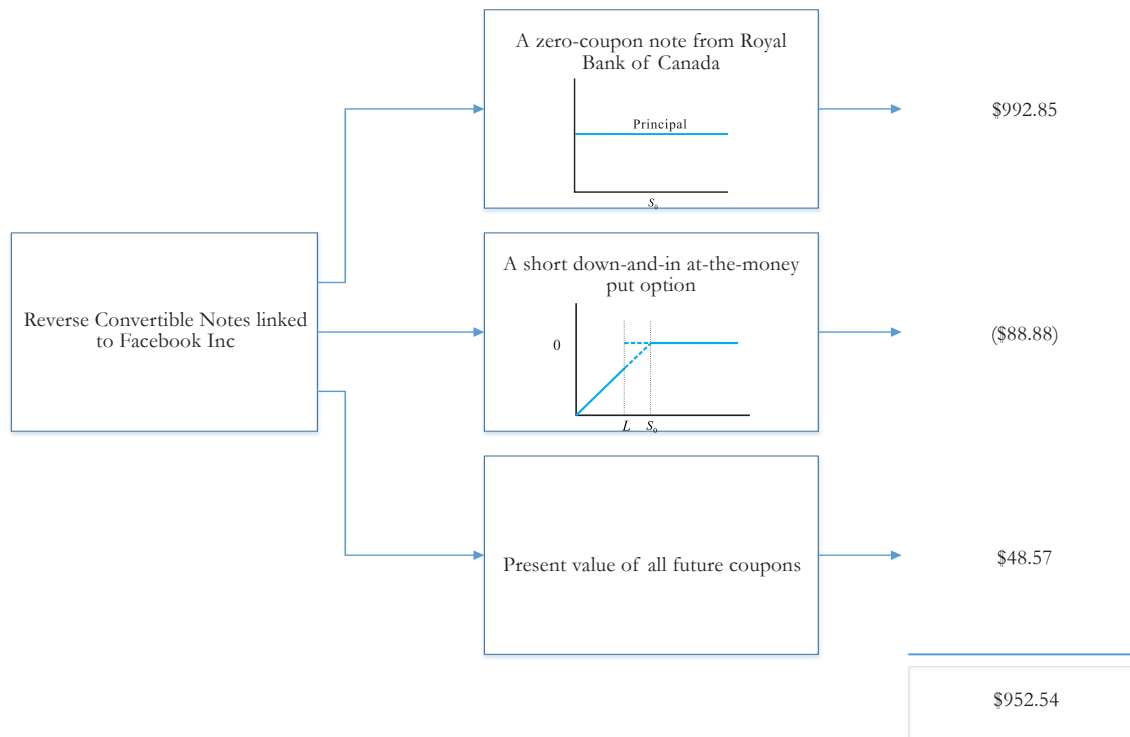 A zero-coupon note from Royal
Bank of Canada
Principal
S₀
$992.85
Reverse Convertible Notes linked
to Facebook Inc
A short down-and-in at-the-money
put option
0
L S₀
($88.88)
Present value of all future coupons
$48.57
$952.54